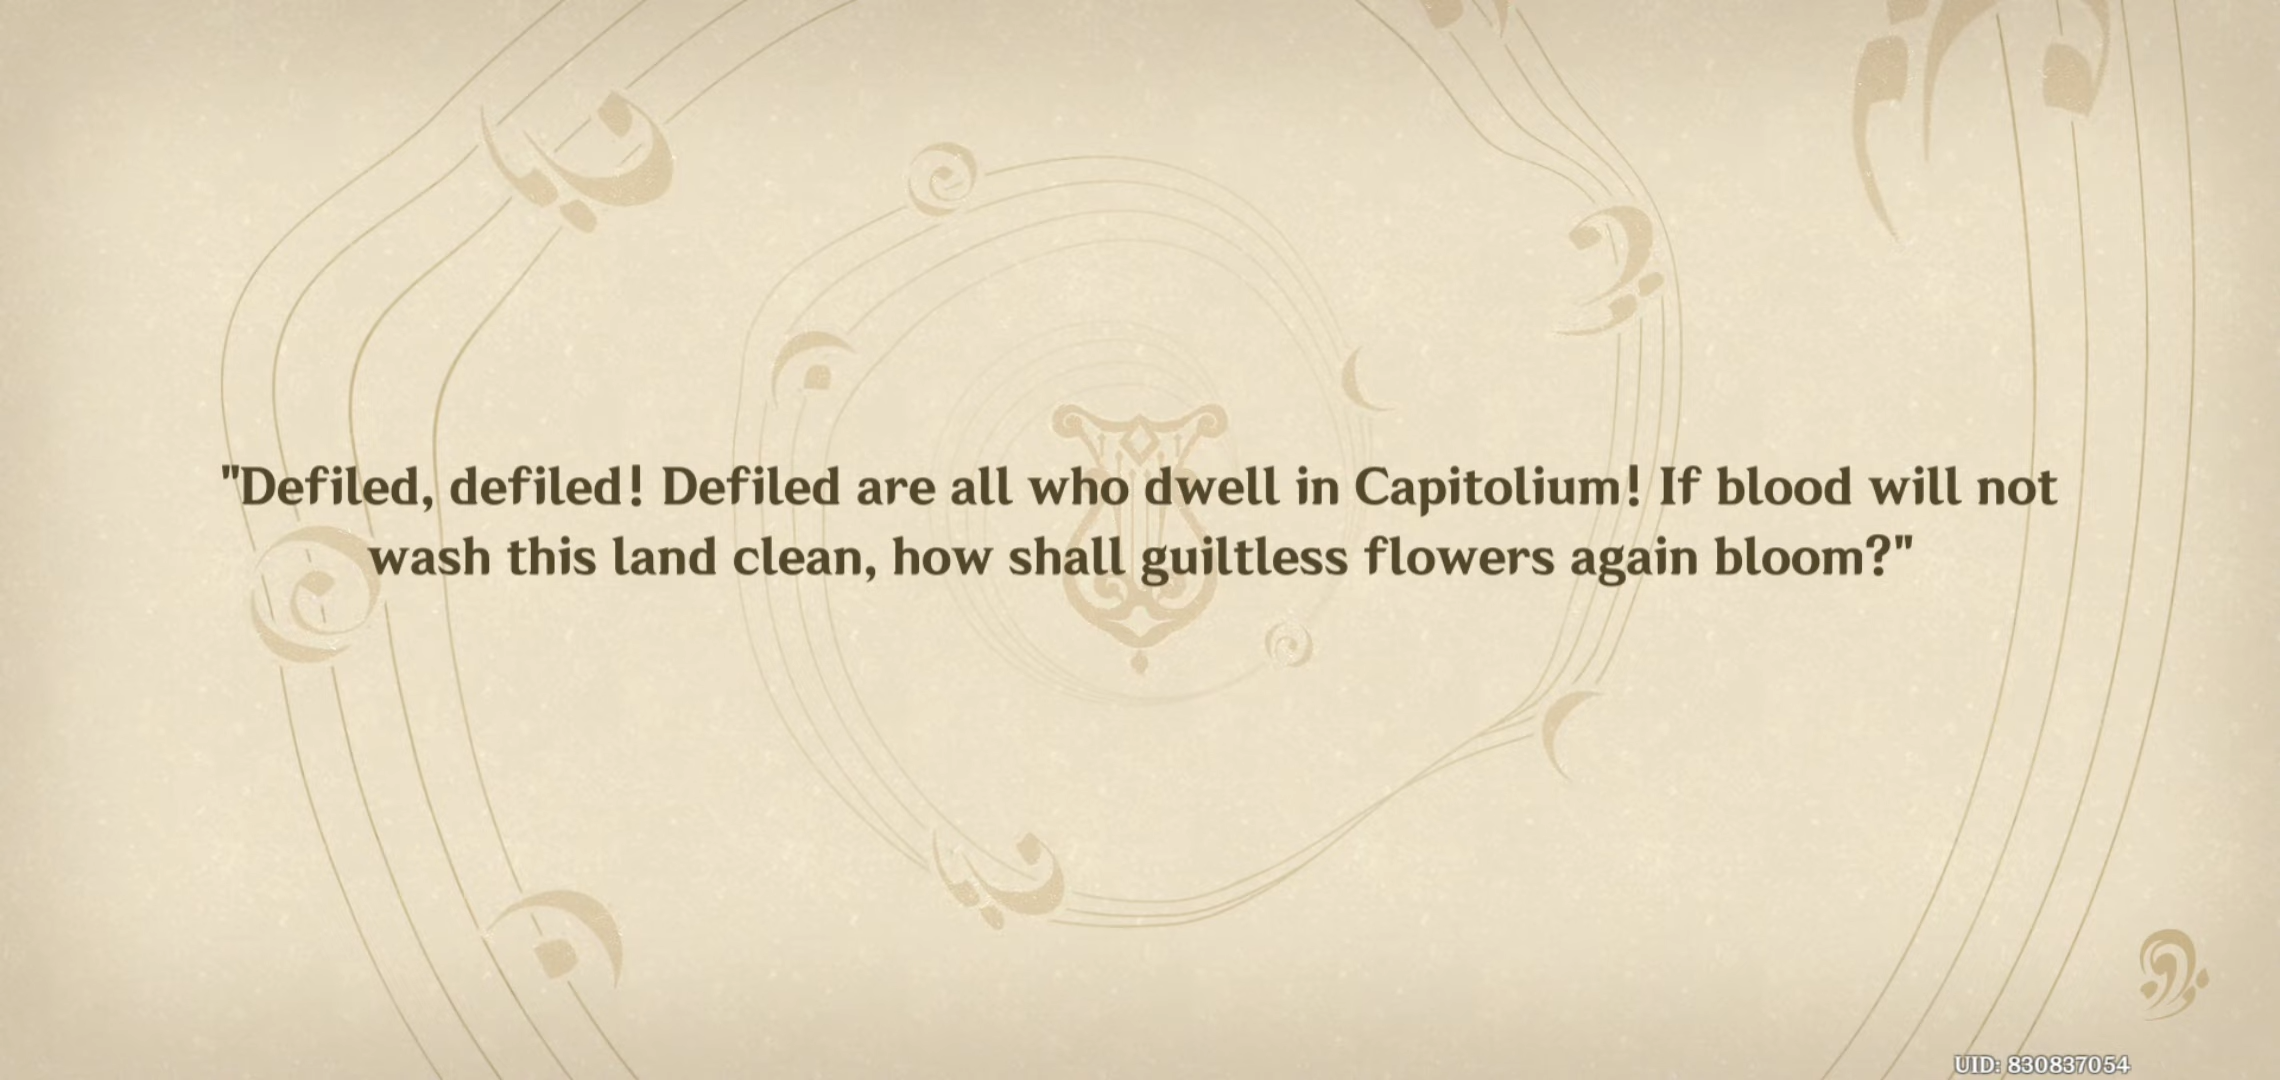 "Defiled, defiled! Defiled are all who dwell in Capitolium! If blood will not
wash this land clean, how shall guiltless flowers again bloom?"
UID: 830837054